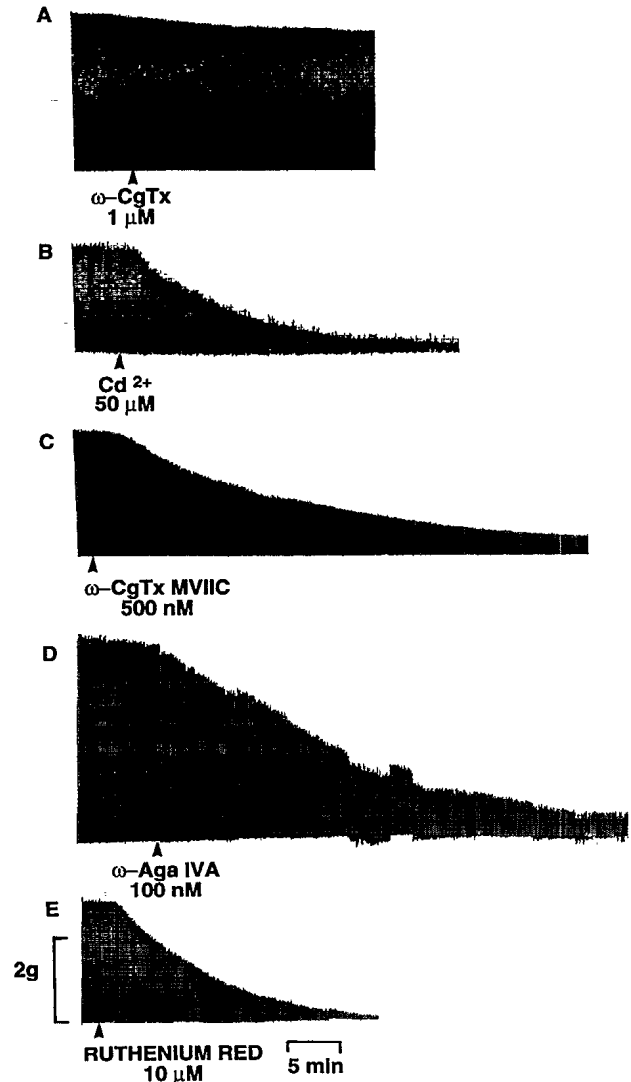 A
ω–CgTx
1 μM
B
Cd 2+
50 μM
C
ω–CgTx MVIIC
500 nM
D
ω–Aga IVA
100 nM
E
2g
RUTHENIUM RED
10 μM
5 min